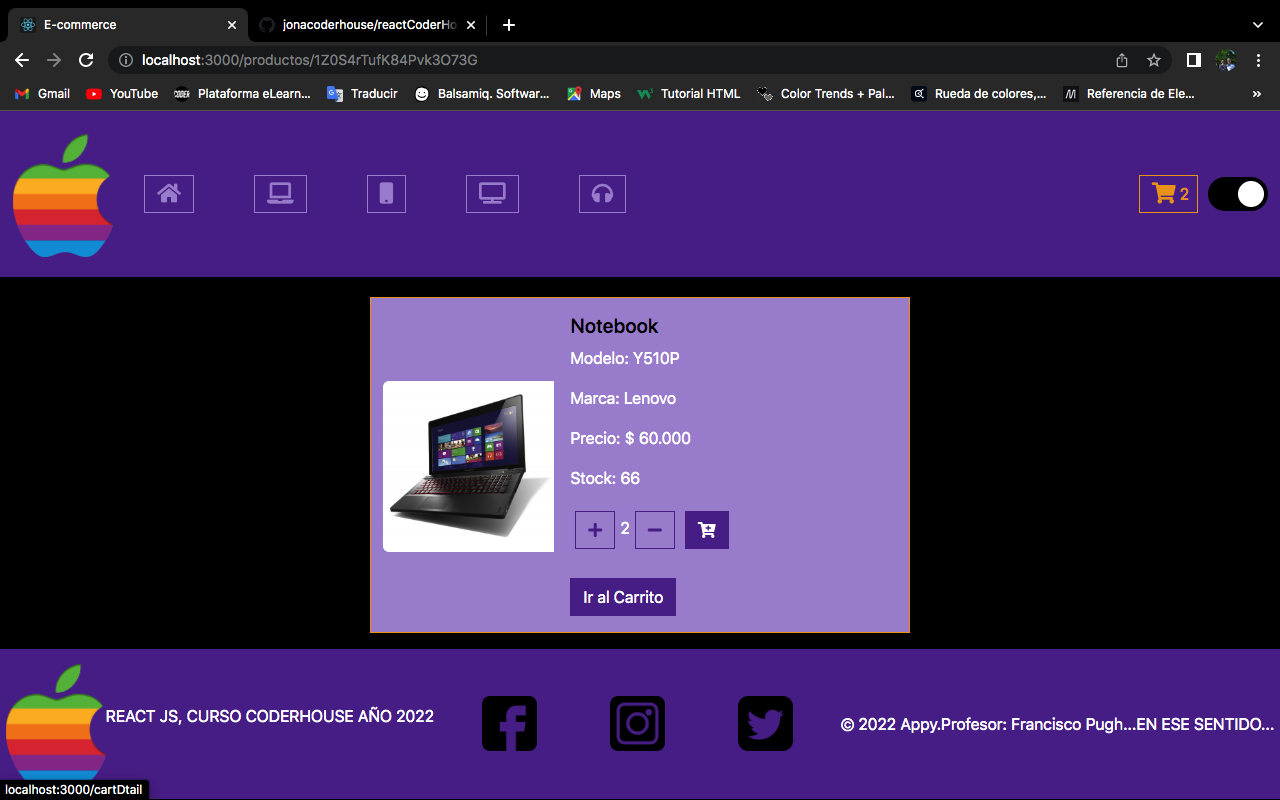 E-commerce
jonacoderhouse/reactCoderHo
localhost:3000/productos/1Z0S4rTufK84Pvk3O73G
Gmail
YouTube
Plataforma eLearn...
Traducir
Balsamiq. Softwar...
Maps
Tutorial HTML
Color Trends + Pal...
Rueda de colores,...
Referencia de Ele...
»
2
Notebook
Modelo: Y510P
Marca: Lenovo
Precio: $ 60.000
Stock: 66
2
Ir al Carrito
REACT JS, CURSO CODERHOUSE AÑO 2022
© 2022 Appy.Profesor: Francisco Pugh...EN ESE SENTIDO...
localhost:3000/cartDtail